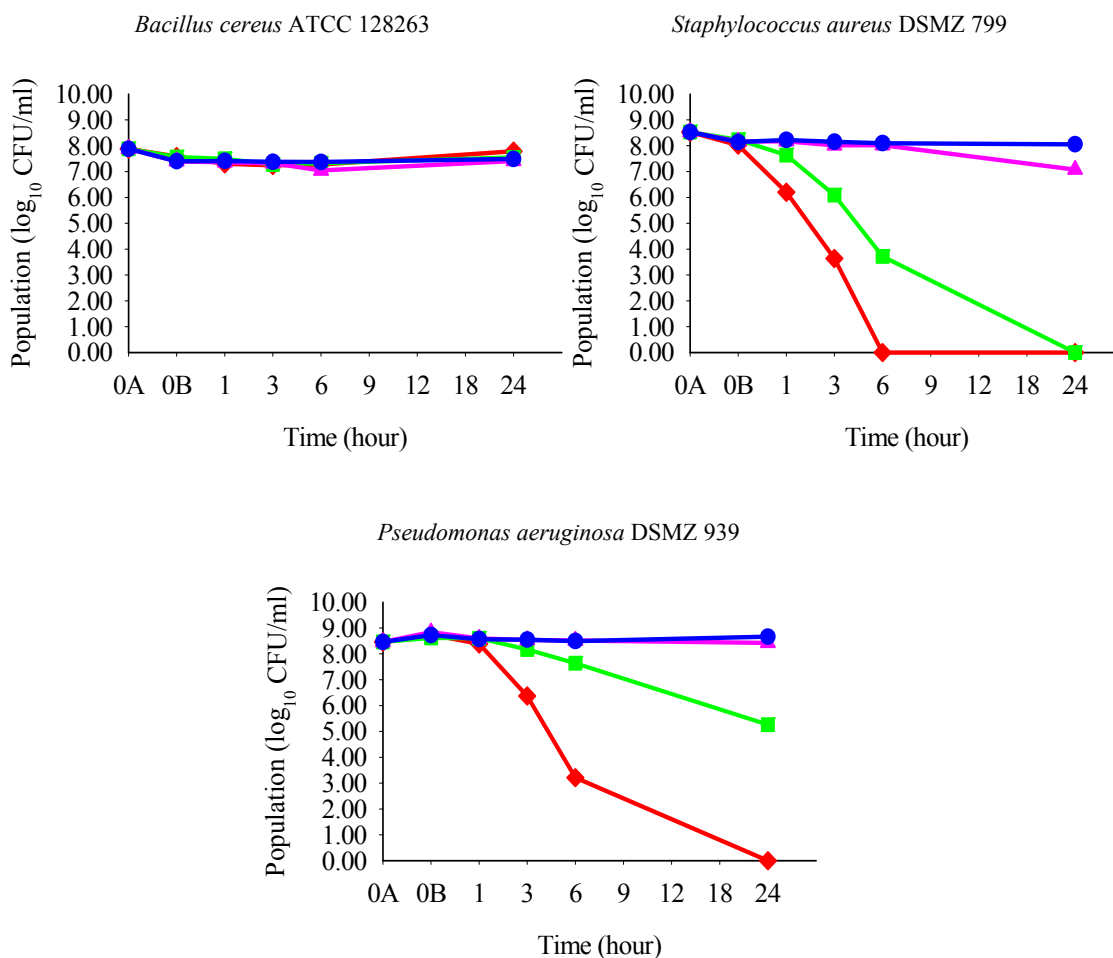 Bacillus cereus ATCC 128263
Population (log10 CFU/ml)
10.00
9.00
8.00
7.00
6.00
5.00
4.00
3.00
2.00
1.00
0.00
0A 0B 1 3 6 9 12 18 24
Time (hour)
Staphylococcus aureus DSMZ 799
Population (log10 CFU/ml)
10.00
9.00
8.00
7.00
6.00
5.00
4.00
3.00
2.00
1.00
0.00
0A 0B 1 3 6 9 12 18 24
Time (hour)
Pseudomonas aeruginosa DSMZ 939
Population (log10 CFU/ml)
10.00
9.00
8.00
7.00
6.00
5.00
4.00
3.00
2.00
1.00
0.00
0A 0B 1 3 6 9 12 18 24
Time (hour)